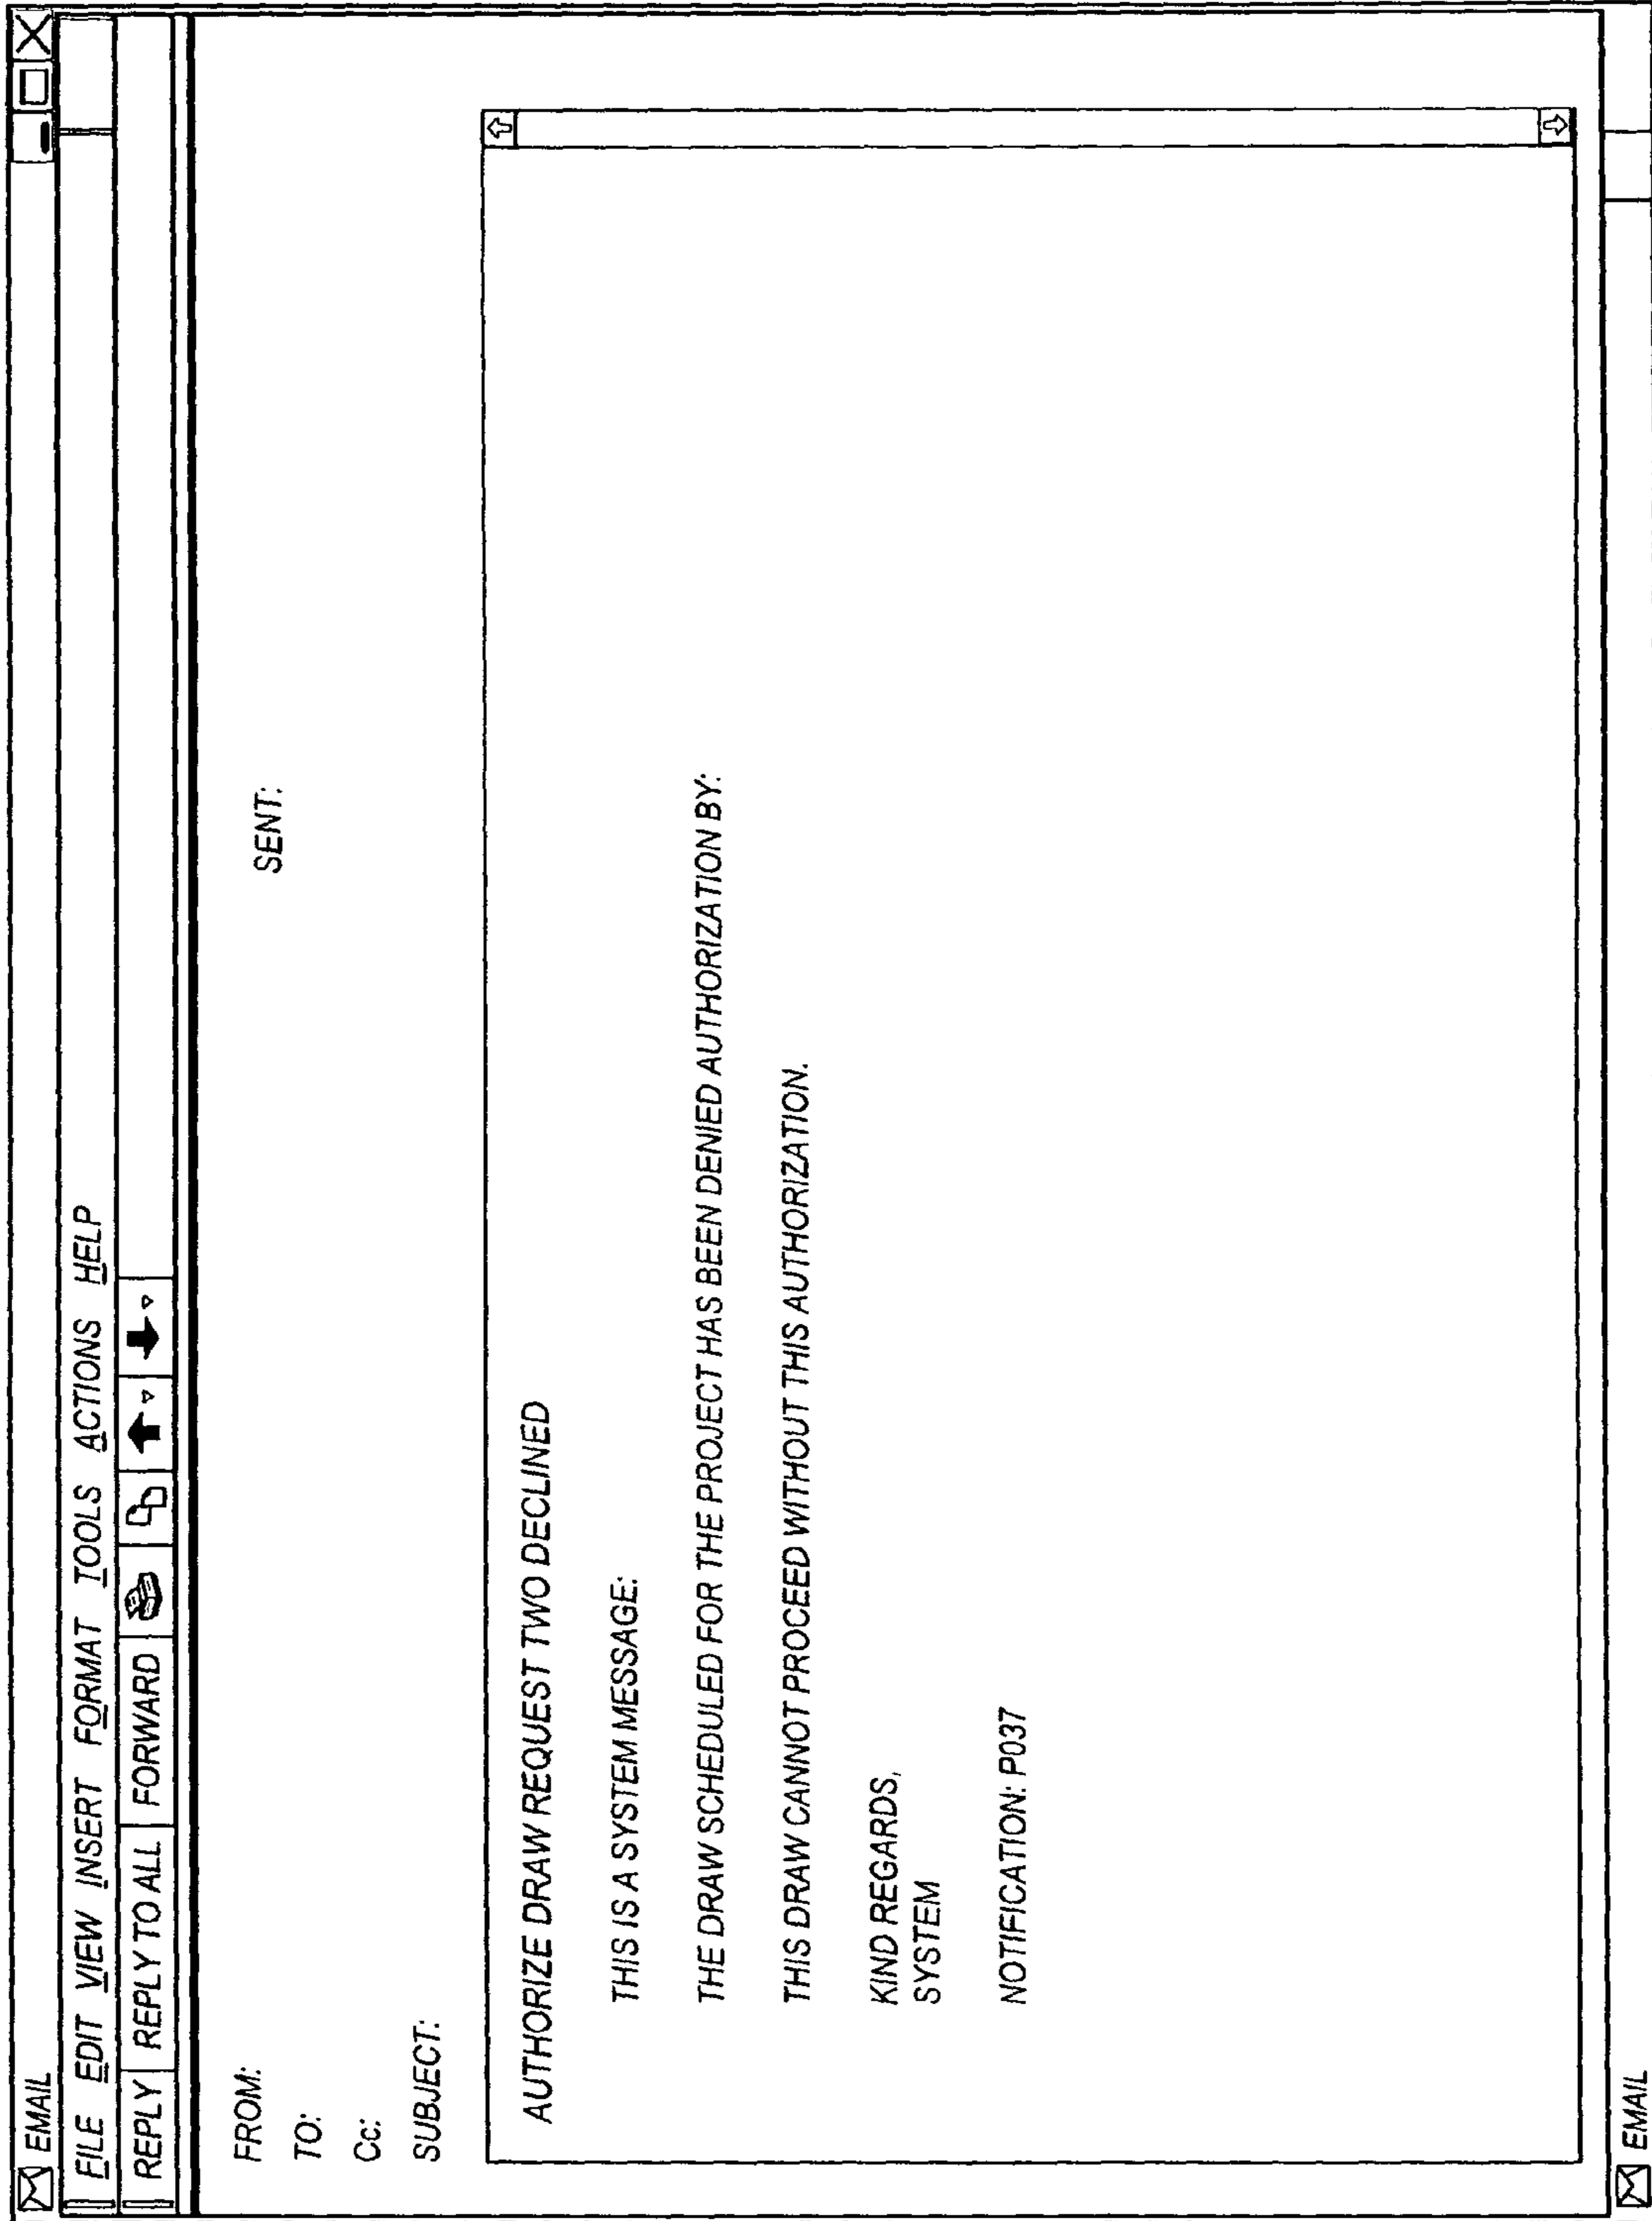 EMAIL
FILE EDIT VIEW INSERT FORMAT TOOLS ACTIONS HELP
REPLY REPLY TO ALL FORWARD
FROM:
SENT:
TO:
Cc:
SUBJECT:
AUTHORIZE DRAW REQUEST TWO DECLINED
THIS IS A SYSTEM MESSAGE:
THE DRAW SCHEDULED FOR THE PROJECT HAS BEEN DENIED AUTHORIZATION BY:
THIS DRAW CANNOT PROCEED WITHOUT THIS AUTHORIZATION.
KIND REGARDS,
SYSTEM
NOTIFICATION: P037
EMAIL